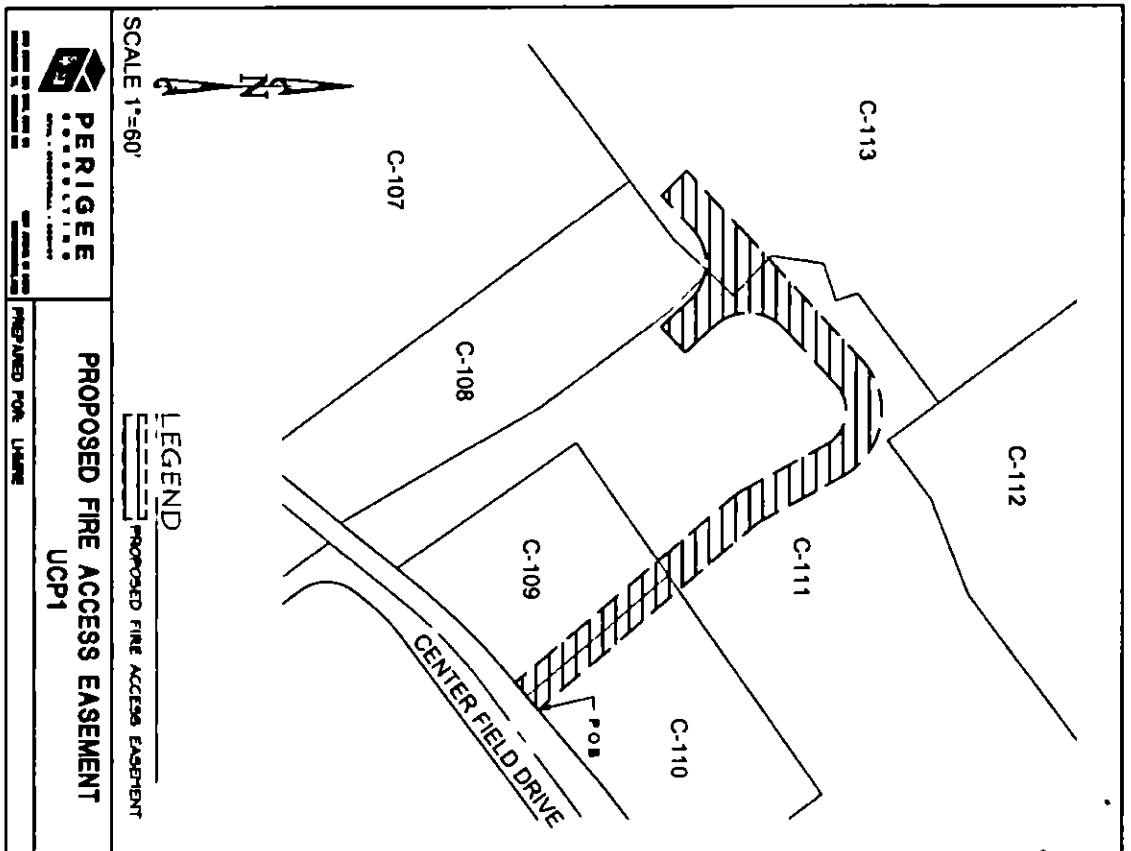 C-113
C-107
C-112
C-108
C-111
C-109
C-110
P O B
CENTER FIELD DRIVE
N
SCALE 1"=60'
LEGEND
PROPOSED FIRE ACCESS EASEMENT
PERIGEE
CONSULTING
PROPOSED FIRE ACCESS EASEMENT
UCP1
PREPARED FOR: